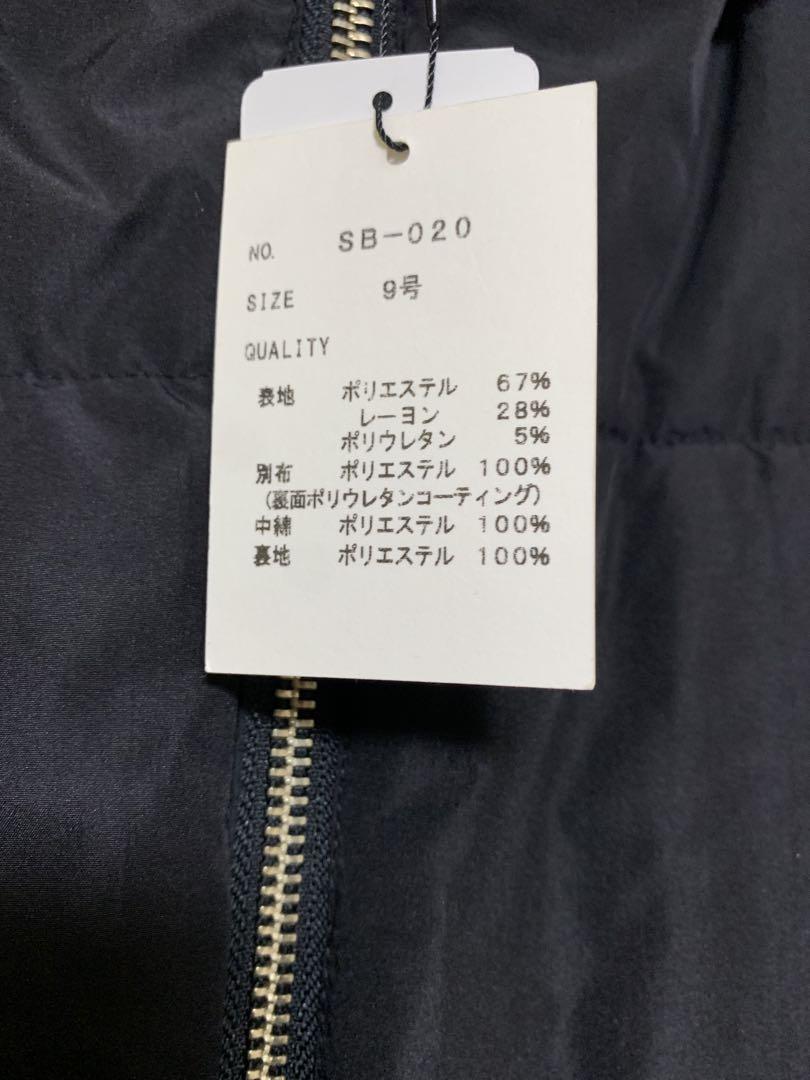 NO. SB-020
SIZE 9号
QUALITY
表地 ポリエステル 67%
レーヨン 28%
ポリウレタン 5%
別布 ポリエステル 100%
(裏面ポリウレタンコーティング)
中綿 ポリエステル 100%
裏地 ポリエステル 100%